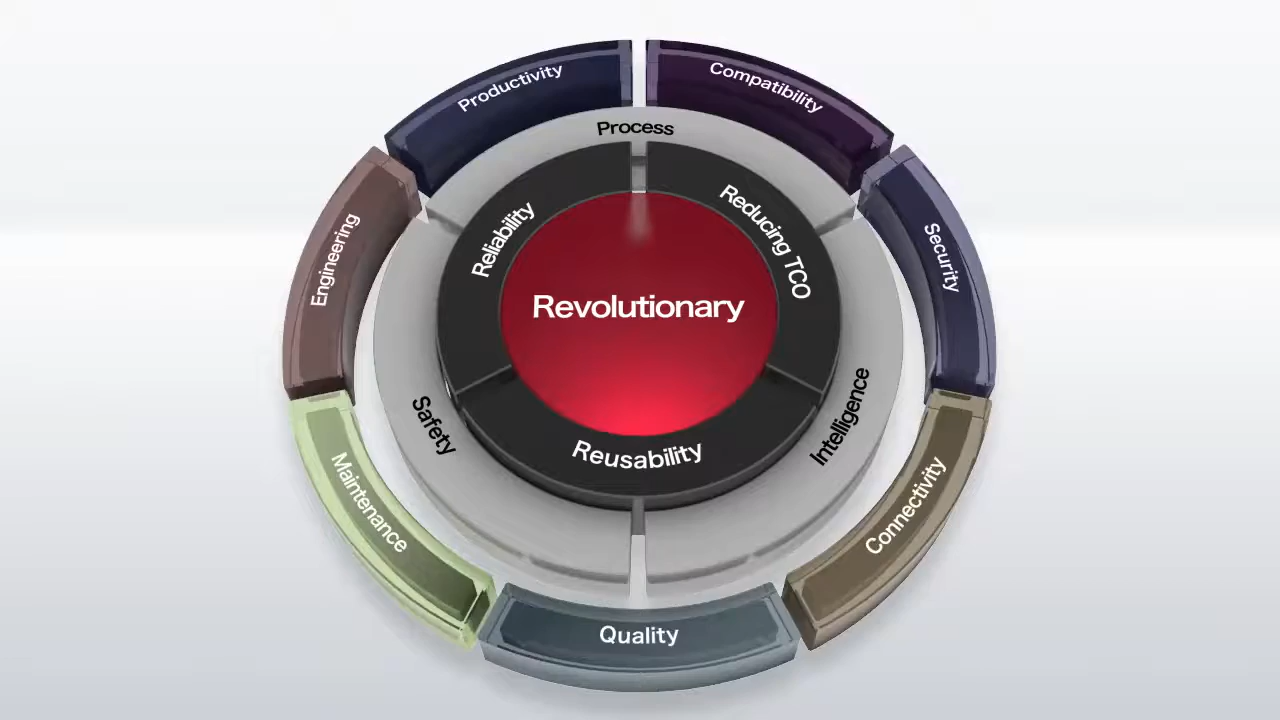 Productivity
Compatibility
Process
Engineering
Reliability
Reducing TCO
Security
Revolutionary
Safety
Intelligence
Reusability
Maintenance
Connectivity
Quality